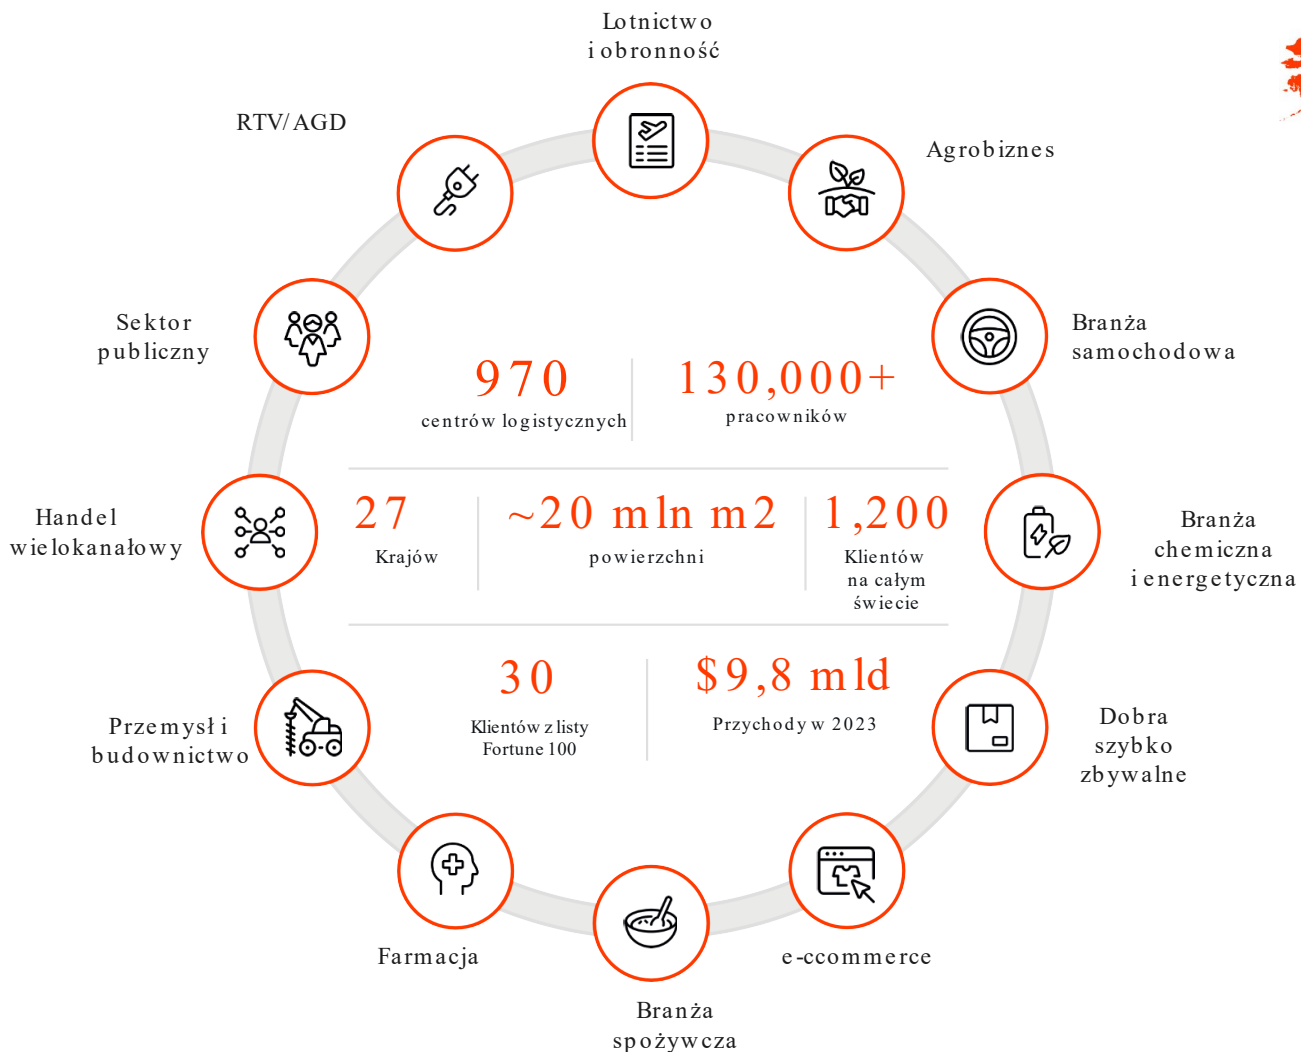 Lotnictwo
i obronność
RTV/AGD
Agrobiznes
Sektor
publiczny
Branża
samochodowa
970
centrów logistycznych
130,000+
pracowników
Handel
wielokanałowy
27
Krajów
~20 mln m2
powierzchni
1,200
Klientów
na całym
świecie
Branża
chemiczna
i energetyczna
30
Klientów z listy
Fortune 100
$9,8 mld
Przychody w 2023
Przemysł i
budownictwo
Dobra
szybko
zbywalne
Farmacja
e-ccommerce
Branża
spożywcza